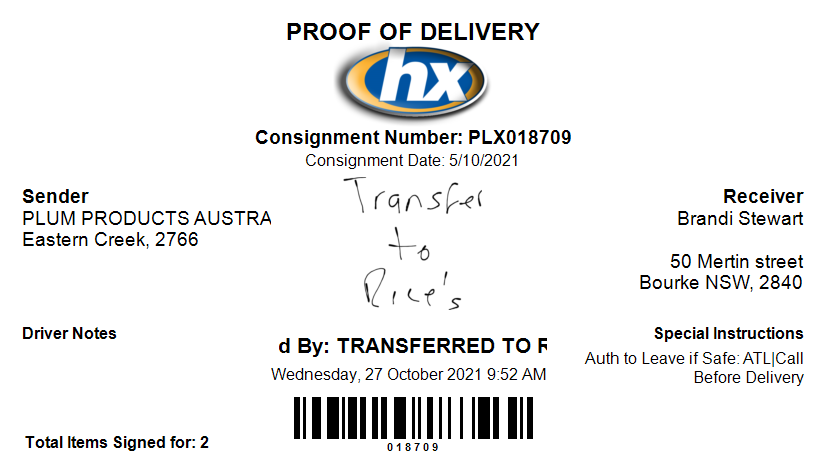 PROOF OF DELIVERY
hx
Consignment Number: PLX018709
Consignment Date: 5/10/2021
Sender
PLUM PRODUCTS AUSTRA
Eastern Creek, 2766
Transfer
to
Rice's
Receiver
Brandi Stewart
50 Mertin street
Bourke NSW, 2840
Driver Notes
d By: TRANSFERRED TO R
Wednesday, 27 October 2021 9:52 AM
Special Instructions
Auth to Leave if Safe: ATL|Call
Before Delivery
018709
Total Items Signed for: 2